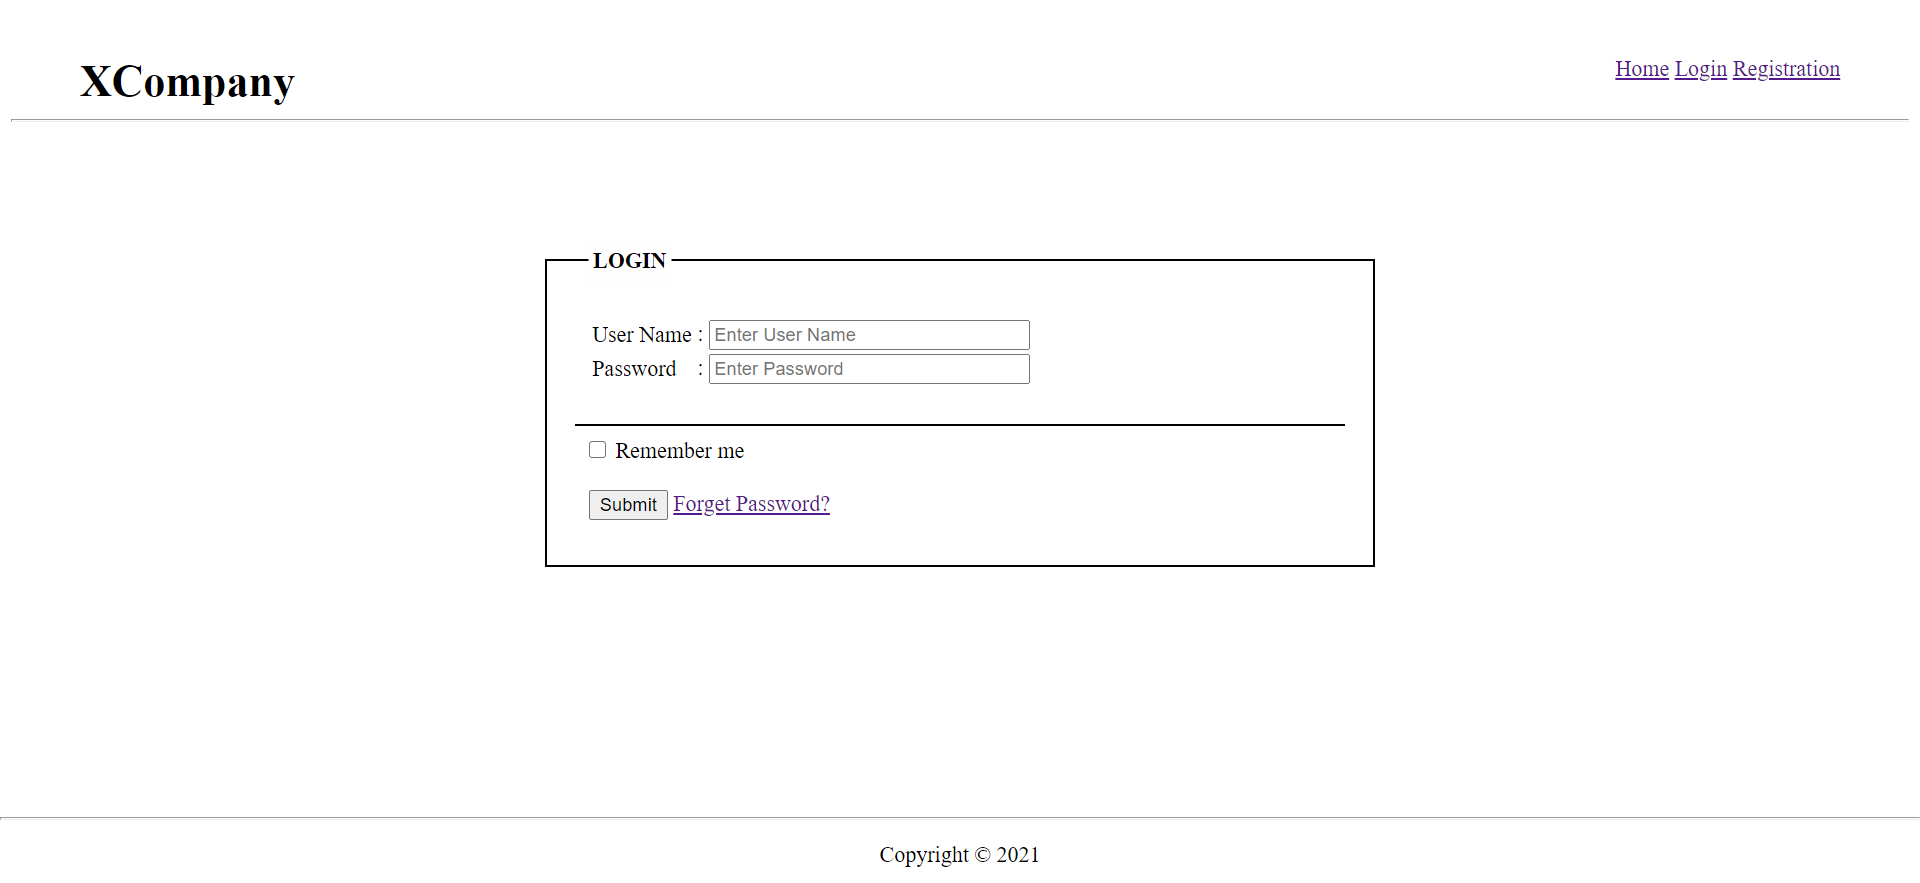 XCompany
Home Login Registration
LOGIN
User Name : Enter User Name
Password : Enter Password
Remember me
Submit Forget Password?
Copyright © 2021